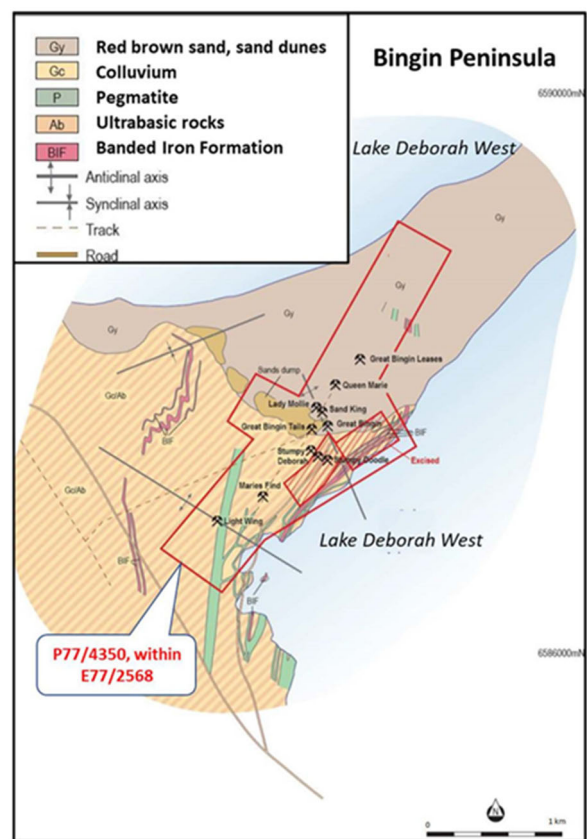 Gy Red brown sand, sand dunes
Gc Colluvium
P Pegmatite
Ab Ultrabasic rocks
BIF Banded Iron Formation
Anticlinal axis
Synclinal axis
Track
Road
Bingin Peninsula
6590000mN
Lake Deborah West
Gy
Gy
Gy
Gy
Great Bingin Leases
Sands dump
Queen Marie
Lady Mollie
Sand King
Great Bingin Tails
Great Bingin
BIF
Gc/Ab
BIF
Stumpy
Deborah
Doodle
Excised
Gc/Ab
Maries Find
Light Wing
Lake Deborah West
BIF
BIF
P77/4350, within
E77/2568
6586000mN
N
0 1 km